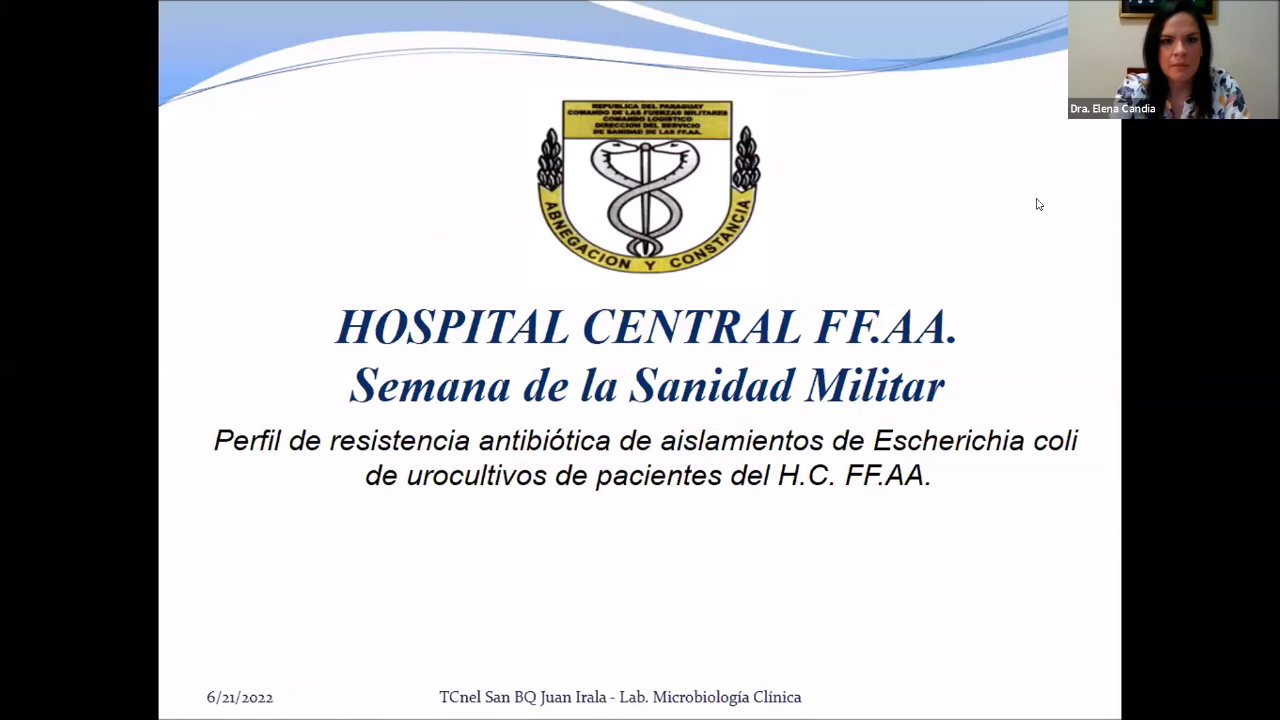 Dra. Elena Candia
REPUBLICA DEL PARAGUAY
COMANDO DE LAS FUERZAS MILITARES
COMANDO LOGISTICO
DIRECCION DEL SERVICIO
DE SANIDAD DE LAS FF.AA.
ABNEGACION Y CONSTANCIA
HOSPITAL CENTRAL FF.AA.
Semana de la Sanidad Militar
Perfil de resistencia antibiótica de aislamientos de Escherichia coli
de urocultivos de pacientes del H.C. FF.AA.
6/21/2022
TCnel San BQ Juan Irala - Lab. Microbiología Clínica